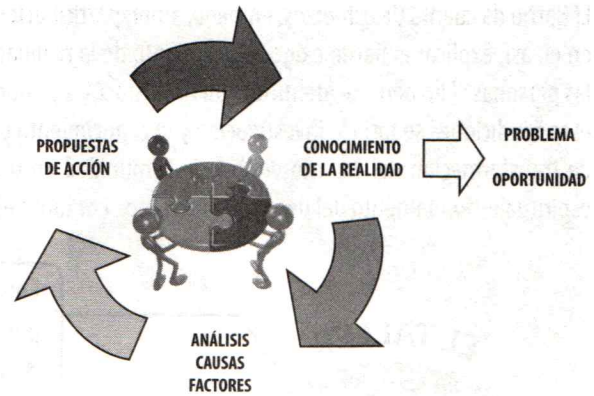 PROPUESTAS
DE ACCIÓN
CONOCIMIENTO
DE LA REALIDAD
PROBLEMA
OPORTUNIDAD
ANÁLISIS
CAUSAS
FACTORES